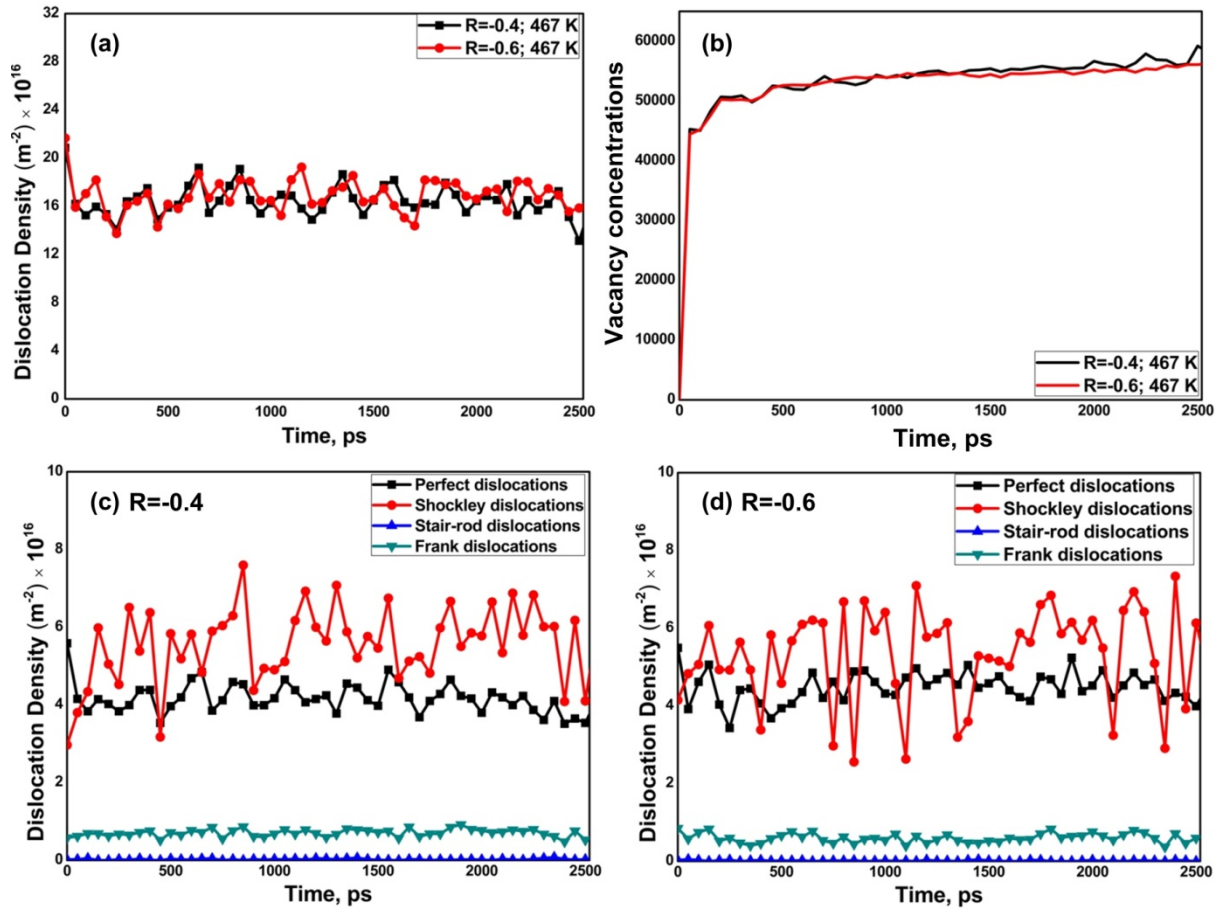 (a)
R=-0.4; 467 K
R=-0.6; 467 K
Dislocation Density (m⁻²) × 10¹⁶
32
28
24
20
16
12
8
4
0
0 500 1000 1500 2000 2500
Time, ps
(b)
Vacancy concentrations
60000
50000
40000
30000
20000
10000
0
R=-0.4; 467 K
R=-0.6; 467 K
0 500 1000 1500 2000 2500
Time, ps
(c) R=-0.4
Perfect dislocations
Shockley dislocations
Stair-rod dislocations
Frank dislocations
Dislocation Density (m⁻²) × 10¹⁶
10
8
6
4
2
0
0 500 1000 1500 2000 2500
Time, ps
(d) R=-0.6
Perfect dislocations
Shockley dislocations
Stair-rod dislocations
Frank dislocations
Dislocation Density (m⁻²) × 10¹⁶
10
8
6
4
2
0
0 500 1000 1500 2000 2500
Time, ps